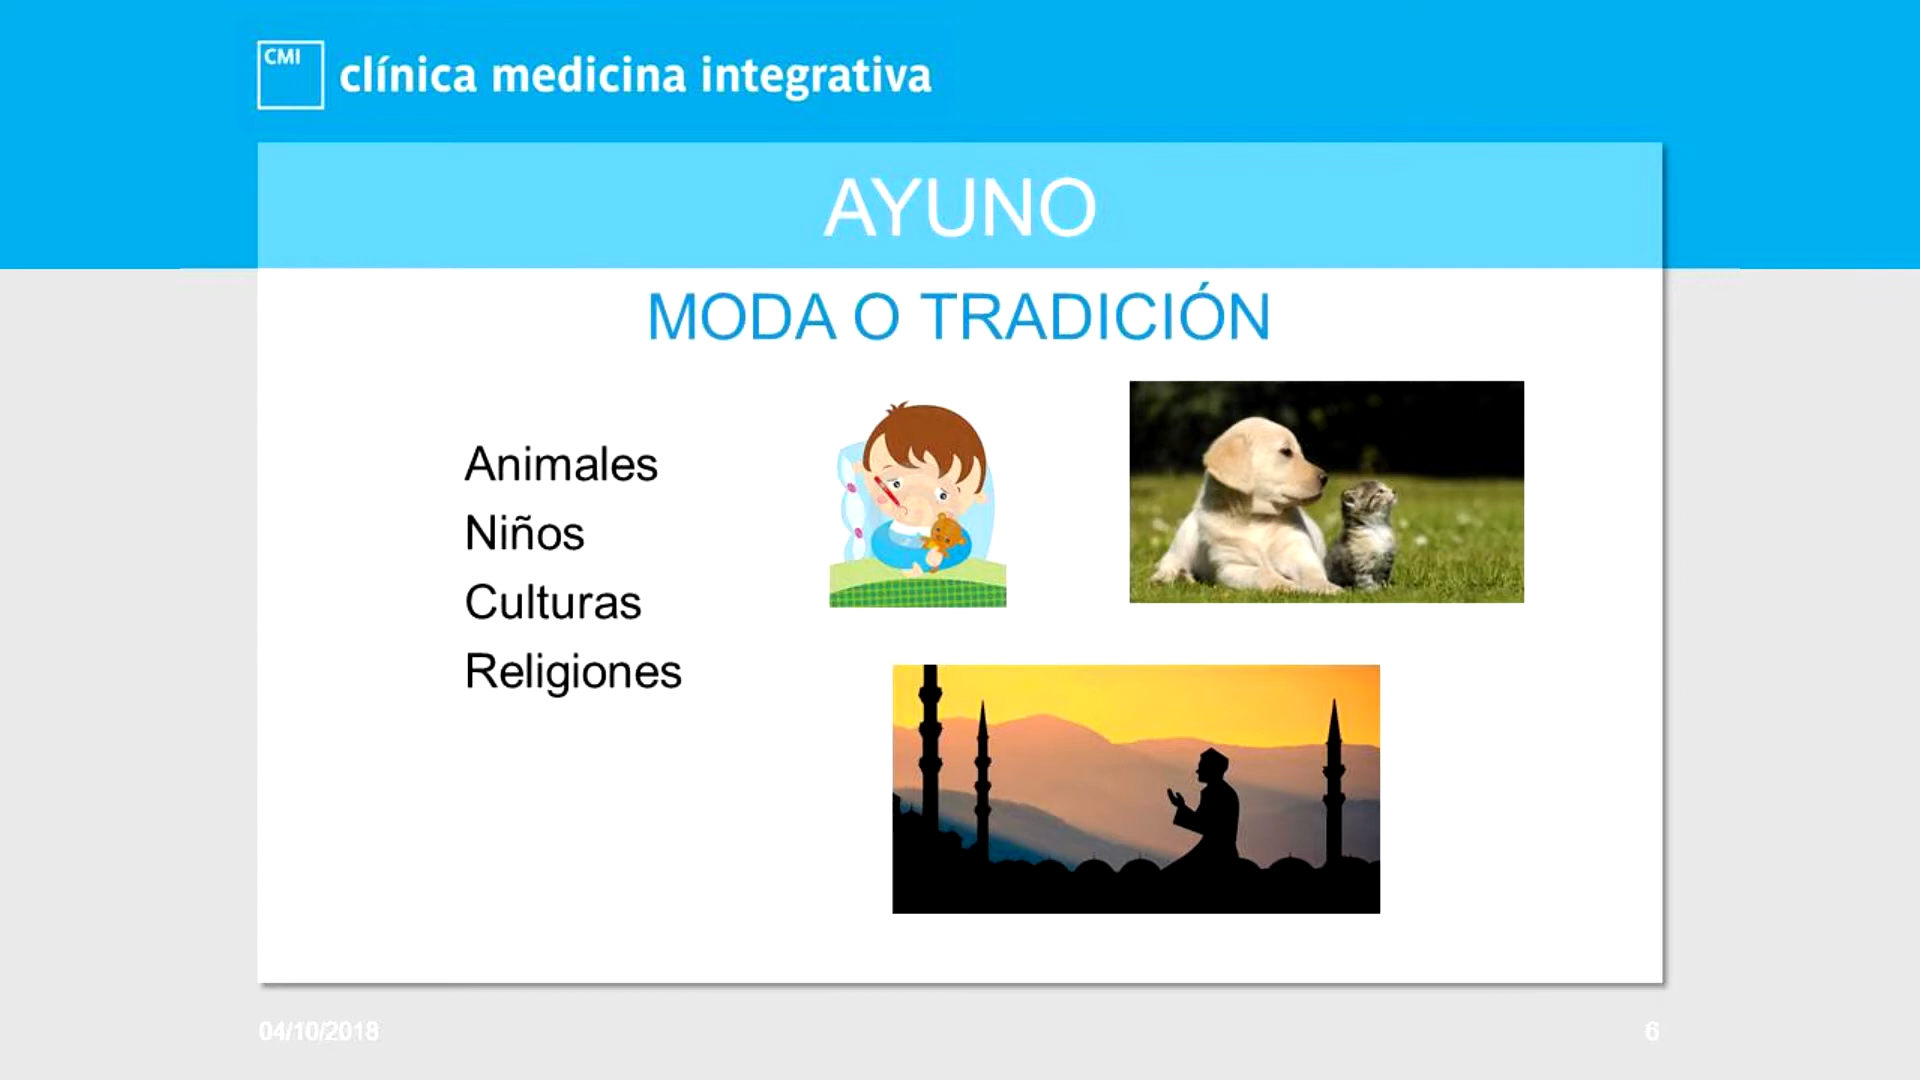 CMI
clínica medicina integrativa
AYUNO
MODA O TRADICIÓN
Animales
Niños
Culturas
Religiones
04/10/2018
6